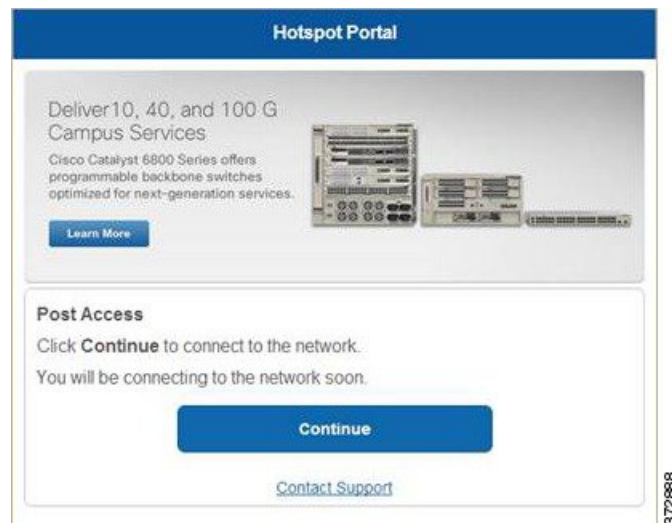 Hotspot Portal
Deliver10, 40, and 100 G
Campus Services
Cisco Catalyst 6800 Series offers
programmable backbone switches
optimized for next-generation services.
Learn More
Post Access
Click Continue to connect to the network.
You will be connecting to the network soon.
Continue
Contact Support